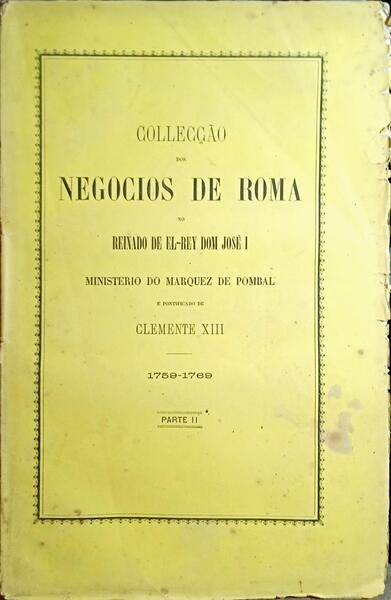 COLLECÇÃO
DOS
NEGOCIOS DE ROMA
NO
REINADO DE EL-REY DOM JOSÉ I
MINISTERIO DO MARQUEZ DE POMBAL
E PONTIFICADO DE
CLEMENTE XIII
1759-1769
PARTE II